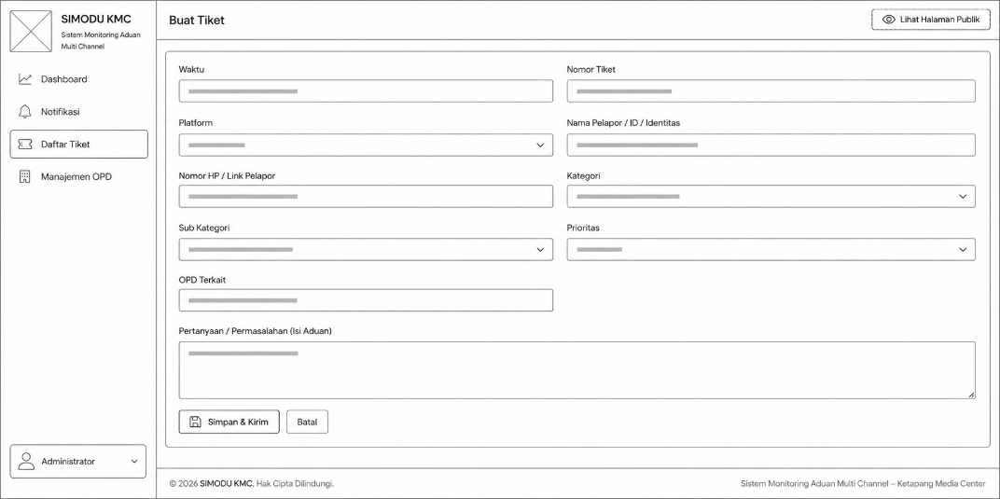 SIMODU KMC
Sistem Monitoring Aduan
Multi Channel
Dashboard
Notifikasi
Daftar Tiket
Manajemen OPD
Administrator
Buat Tiket
Lihat Halaman Publik
Waktu
Nomor Tiket
Platform
Nama Pelapor / ID / Identitas
Nomor HP / Link Pelapor
Kategori
Sub Kategori
Prioritas
OPD Terkait
Pertanyaan / Permasalahan (Isi Aduan)
Simpan & Kirim
Batal
© 2026 SIMODU KMC. Hak Cipta Dilindungi.
Sistem Monitoring Aduan Multi Channel – Ketapang Media Center